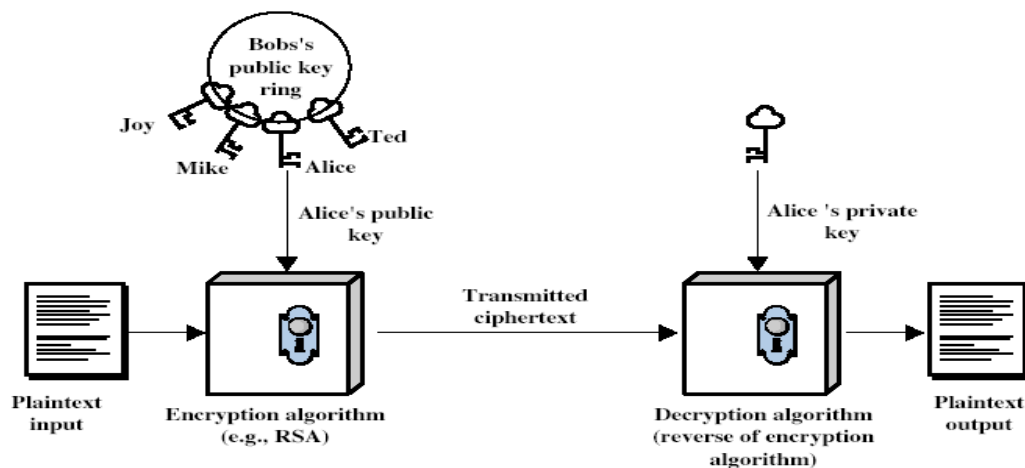 Bobs's
public key
ring
Joy
Ted
Mike
Alice
Alice's public
key
Alice 's private
key
Transmitted
ciphertext
Plaintext
input
Encryption algorithm
(e.g., RSA)
Decryption algorithm
(reverse of encryption
algorithm)
Plaintext
output